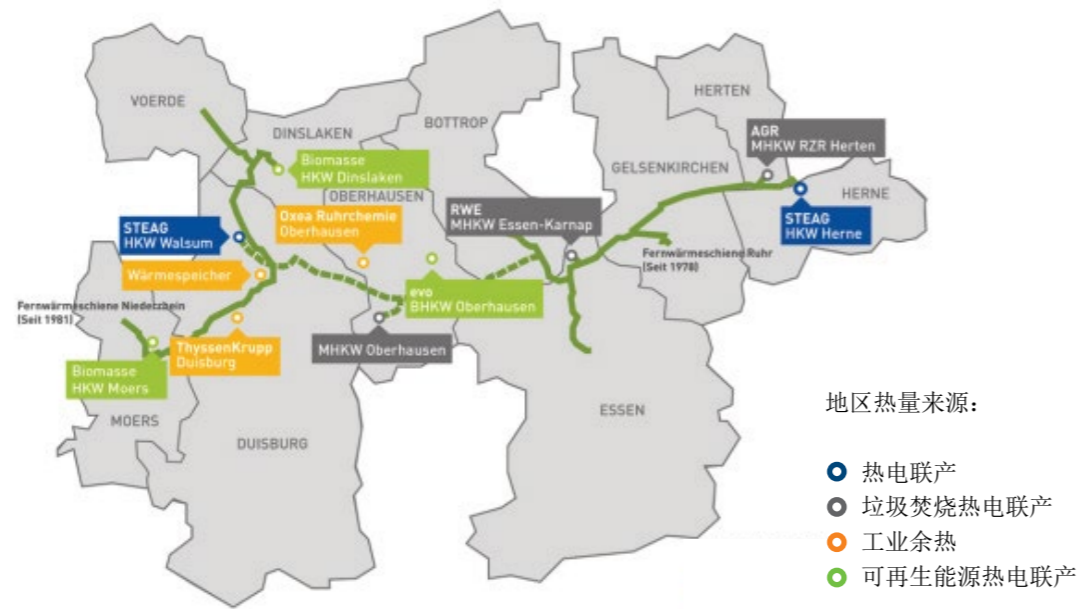 HERTEN
VOERDE
BOTTROP
DINSLAKEN
AGR
MHKW RZR Herten
Biomasse
HKW Dinslaken
GELSENKIRCHEN
OBERHAUSEN
HERNE
RWE
MHKW Essen-Karnap
Oxea Ruhrchemie
Oberhausen
STEAG
HKW Walsum
STEAG
HKW Herne
Fernwärmeschiene Ruhr
(Seit 1978)
Wärmespeicher
evo
BHKW Oberhausen
Fernwärmeschiene Niederrhein
(Seit 1981)
ThyssenKrupp
Duisburg
MHKW Oberhausen
Biomasse
HKW Moers
MOERS
DUISBURG
ESSEN
地区热量来源:
热电联产
垃圾焚烧热电联产
工业余热
可再生能源热电联产